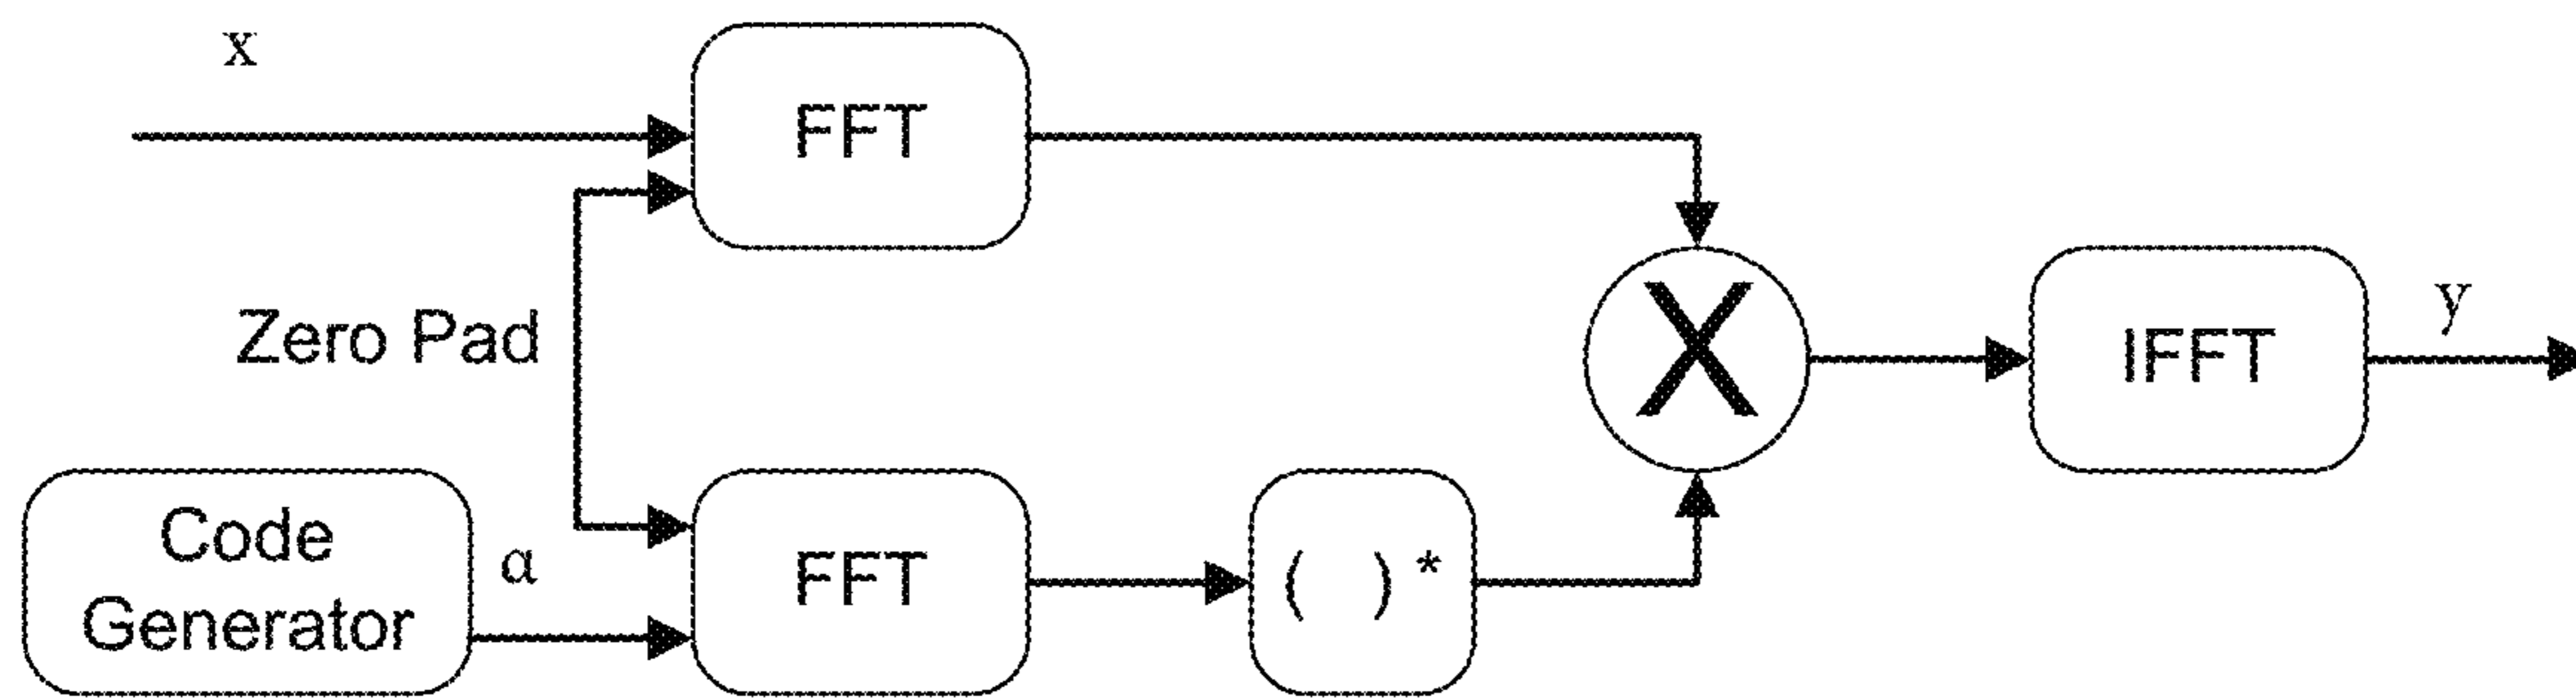 x
FFT
Zero Pad
X
IFFT
y
Code
Generator
α
FFT
( )*